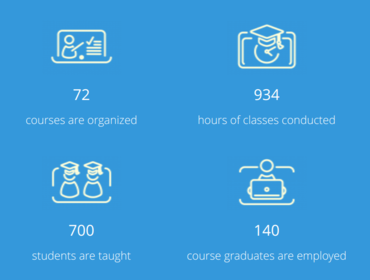 72
courses are organized
934
hours of classes conducted
700
students are taught
140
course graduates are employed